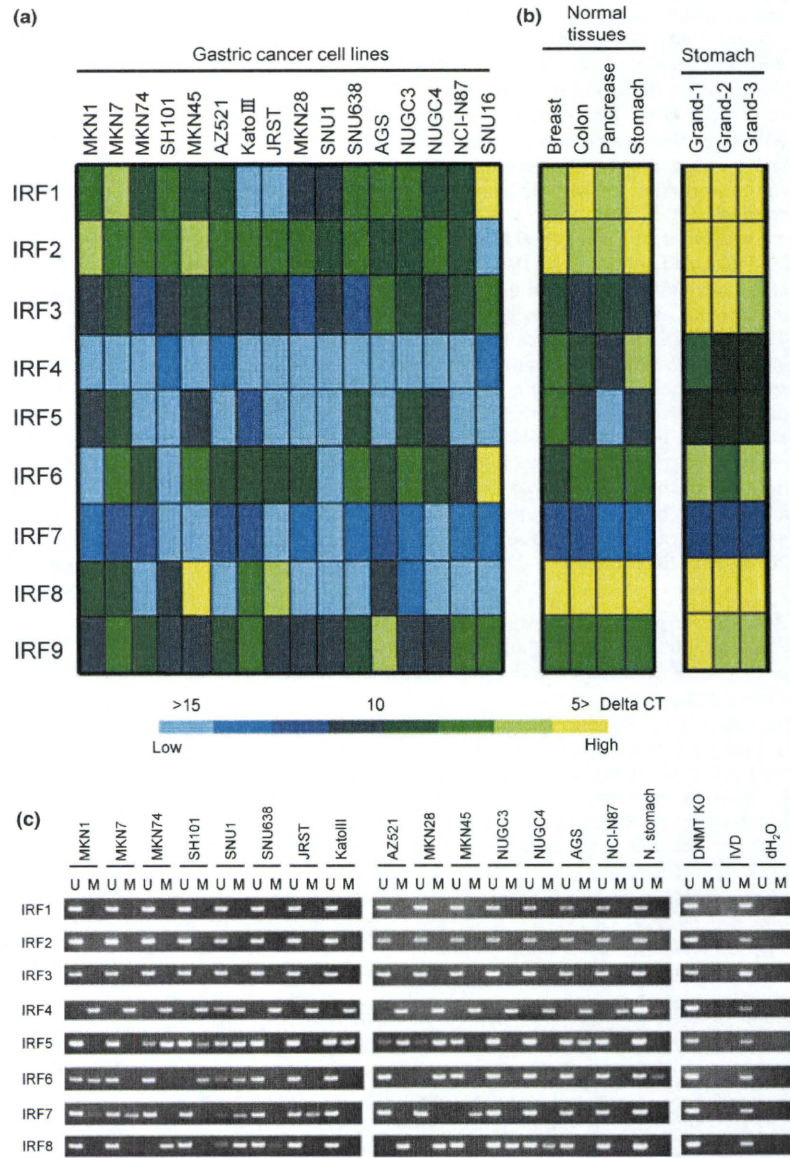 (a)
Gastric cancer cell lines
MKN1 MKN7 MKN74 SH101 MKN45 AZ521 KatoIII JRST MKN28 SNU1 SNU638 AGS NUGC3 NUGC4 NCI-N87 SNU16
(b)
Normal
tissues
Breast Colon Pancrease Stomach
Stomach
Grand-1 Grand-2 Grand-3
IRF1
IRF2
IRF3
IRF4
IRF5
IRF6
IRF7
IRF8
IRF9
>15 10 5> Delta CT
Low High
(c)
MKN1 MKN7 MKN74 SH101 SNU1 SNU638 JRST KatoIII AZ521 MKN28 MKN45 NUGC3 NUGC4 AGS NCI-N87 N. stomach DNMT KO IVD dH₂O
U M U M U M U M U M U M U M U M U M U M U M U M U M U M U M U M U M U M U M
IRF1
IRF2
IRF3
IRF4
IRF5
IRF6
IRF7
IRF8